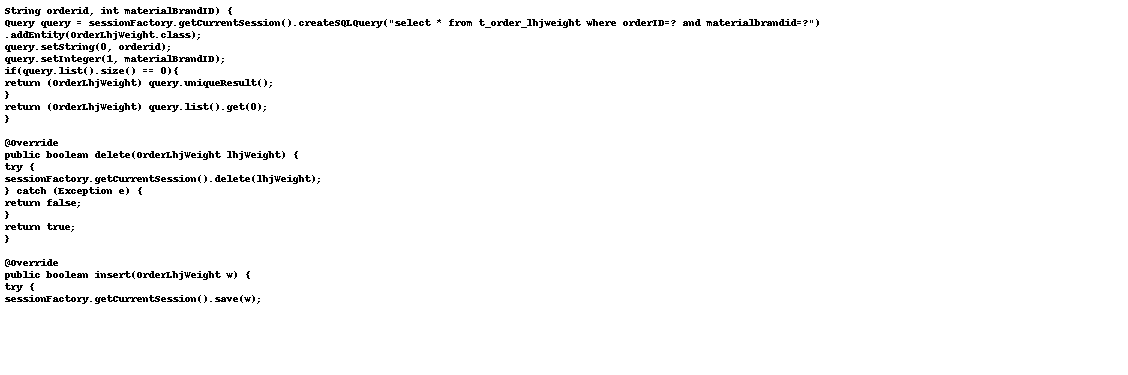 String orderid, int materialBrandID) {
Query query = sessionFactory.getCurrentSession().createSQLQuery("select * from t_order_lhjweight where orderID=? and materialbrandid=?")
.addEntity(OrderLhjWeight.class);
query.setString(0, orderid);
query.setInteger(1, materialBrandID);
if(query.list().size() == 0){
return (OrderLhjWeight) query.uniqueResult();
}
return (OrderLhjWeight) query.list().get(0);
}
@Override
public boolean delete(OrderLhjWeight lhjWeight) {
try {
sessionFactory.getCurrentSession().delete(lhjWeight);
} catch (Exception e) {
return false;
}
return true;
}
@Override
public boolean insert(OrderLhjWeight w) {
try {
sessionFactory.getCurrentSession().save(w);